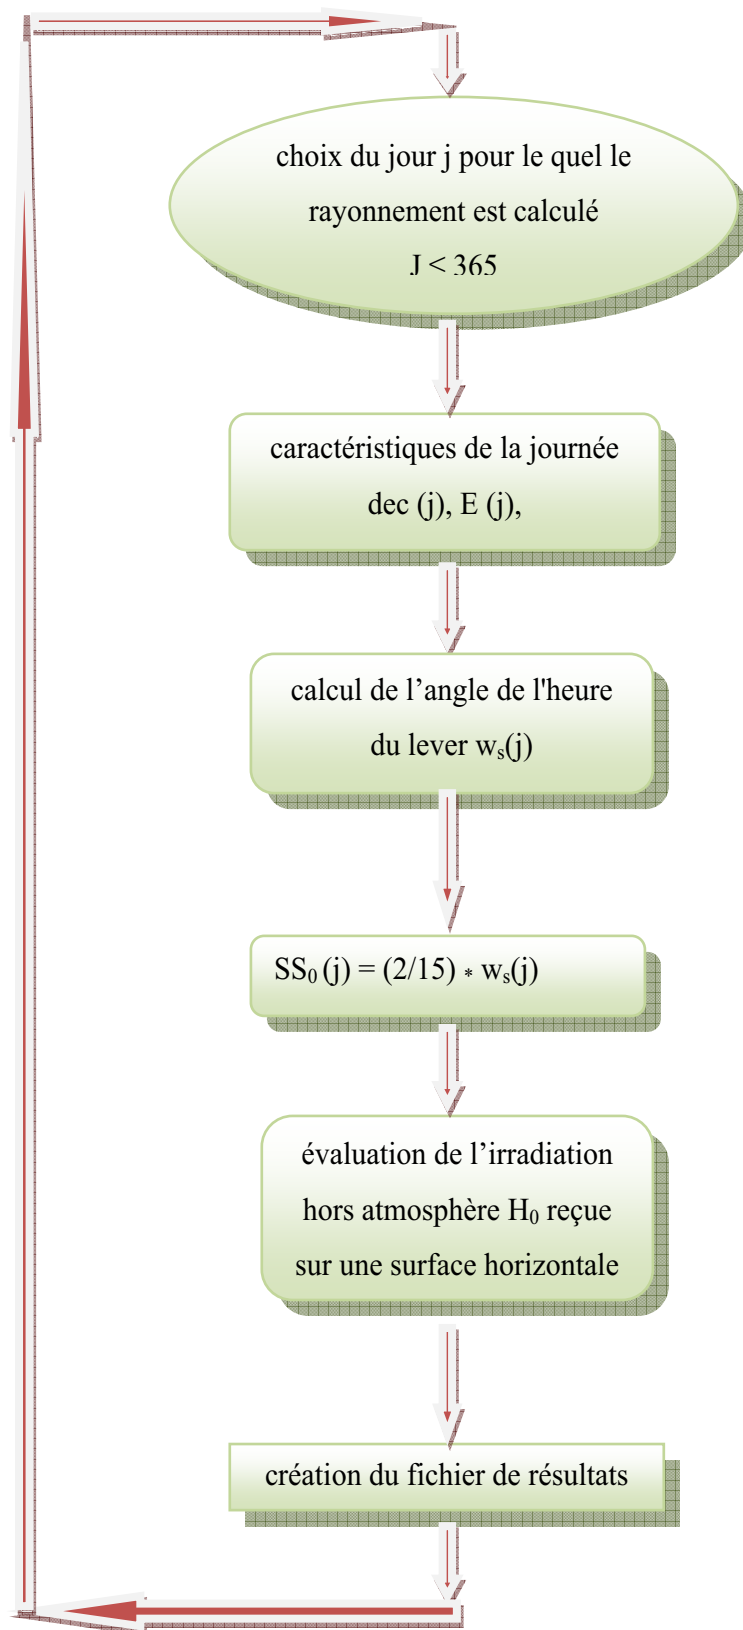 choix du jour j pour le quel le
rayonnement est calculé
J < 365
caractéristiques de la journée
dec (j), E (j),
calcul de l’angle de l'heure
du lever wₛ(j)
SS₀ (j) = (2/15) * wₛ(j)
évaluation de l’irradiation
hors atmosphère H₀ reçue
sur une surface horizontale
création du fichier de résultats